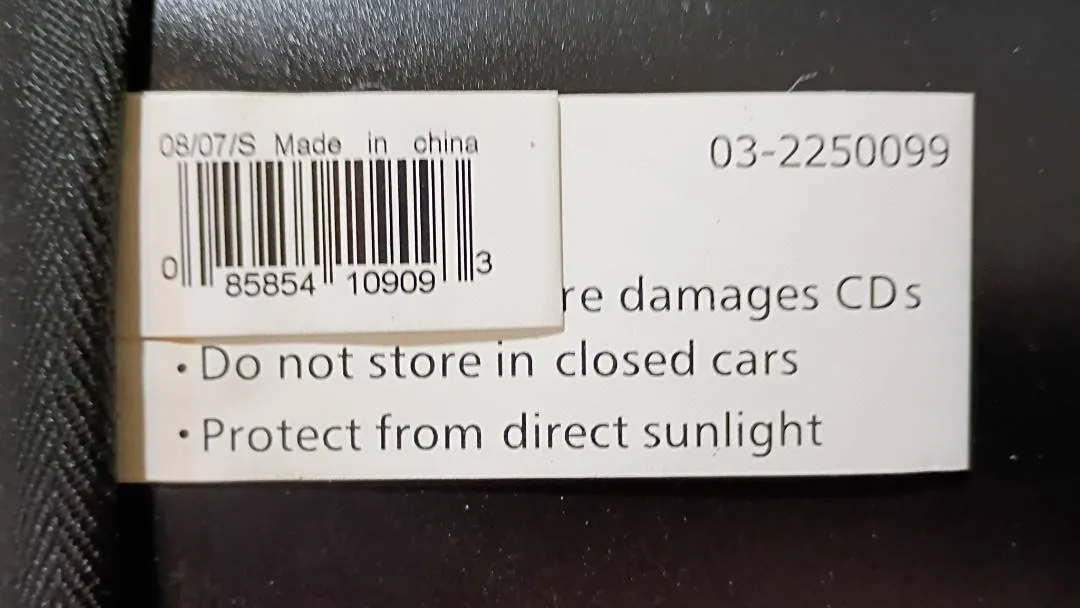 08/07/S Made in china
03-2250099
0 85854 10909 3
re damages CDs
• Do not store in closed cars
• Protect from direct sunlight